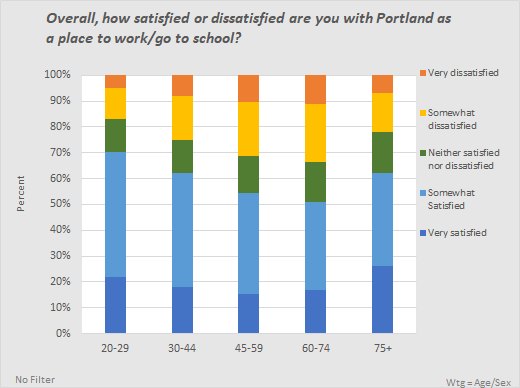 Overall, how satisfied or dissatisfied are you with Portland as
a place to work/go to school?
100%
90%
80%
70%
60%
50%
40%
30%
20%
10%
0%
Percent
20-29
30-44
45-59
60-74
75+
Very dissatisfied
Somewhat
dissatisfied
Neither satisfied
nor dissatisfied
Somewhat
Satisfied
Very satisfied
No Filter
Wtg = Age/Sex